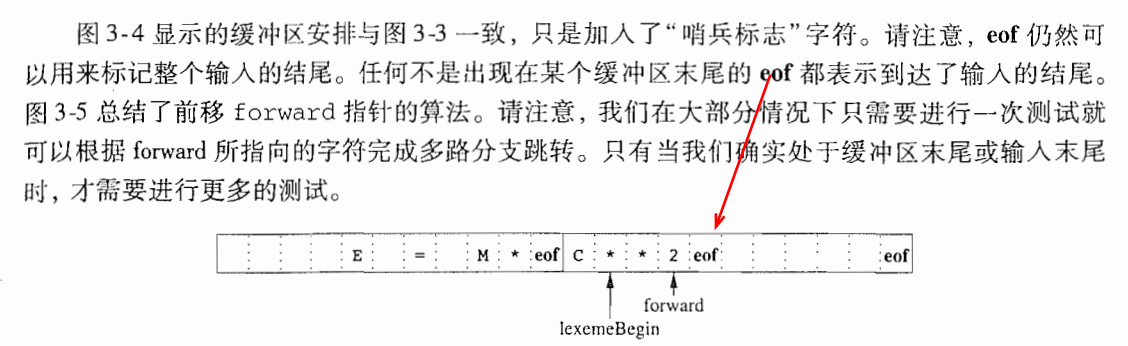 图 3-4 显示的缓冲区安排与图 3-3 一致，只是加入了“哨兵标志”字符。请注意，eof 仍然可
以用来标记整个输入的结尾。任何不是出现在某个缓冲区末尾的 eof 都表示到达了输入的结尾。
图 3-5 总结了前移 forward 指针的算法。请注意，我们在大部分情况下只需要进行一次测试就
可以根据 forward 所指向的字符完成多路分支跳转。只有当我们确实处于缓冲区末尾或输入末尾
时，才需要进行更多的测试。
E = M * eof C * * 2 eof eof
forward
lexemeBegin